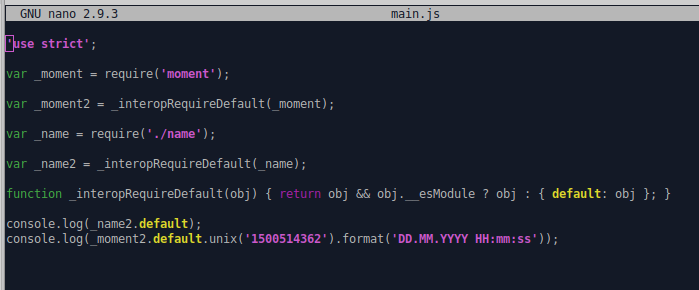 GNU nano 2.9.3 main.js
'use strict';
var _moment = require('moment');
var _moment2 = _interopRequireDefault(_moment);
var _name = require('./name');
var _name2 = _interopRequireDefault(_name);
function _interopRequireDefault(obj) { return obj && obj.__esModule ? obj : { default: obj }; }
console.log(_name2.default);
console.log(_moment2.default.unix('1500514362').format('DD.MM.YYYY HH:mm:ss'));